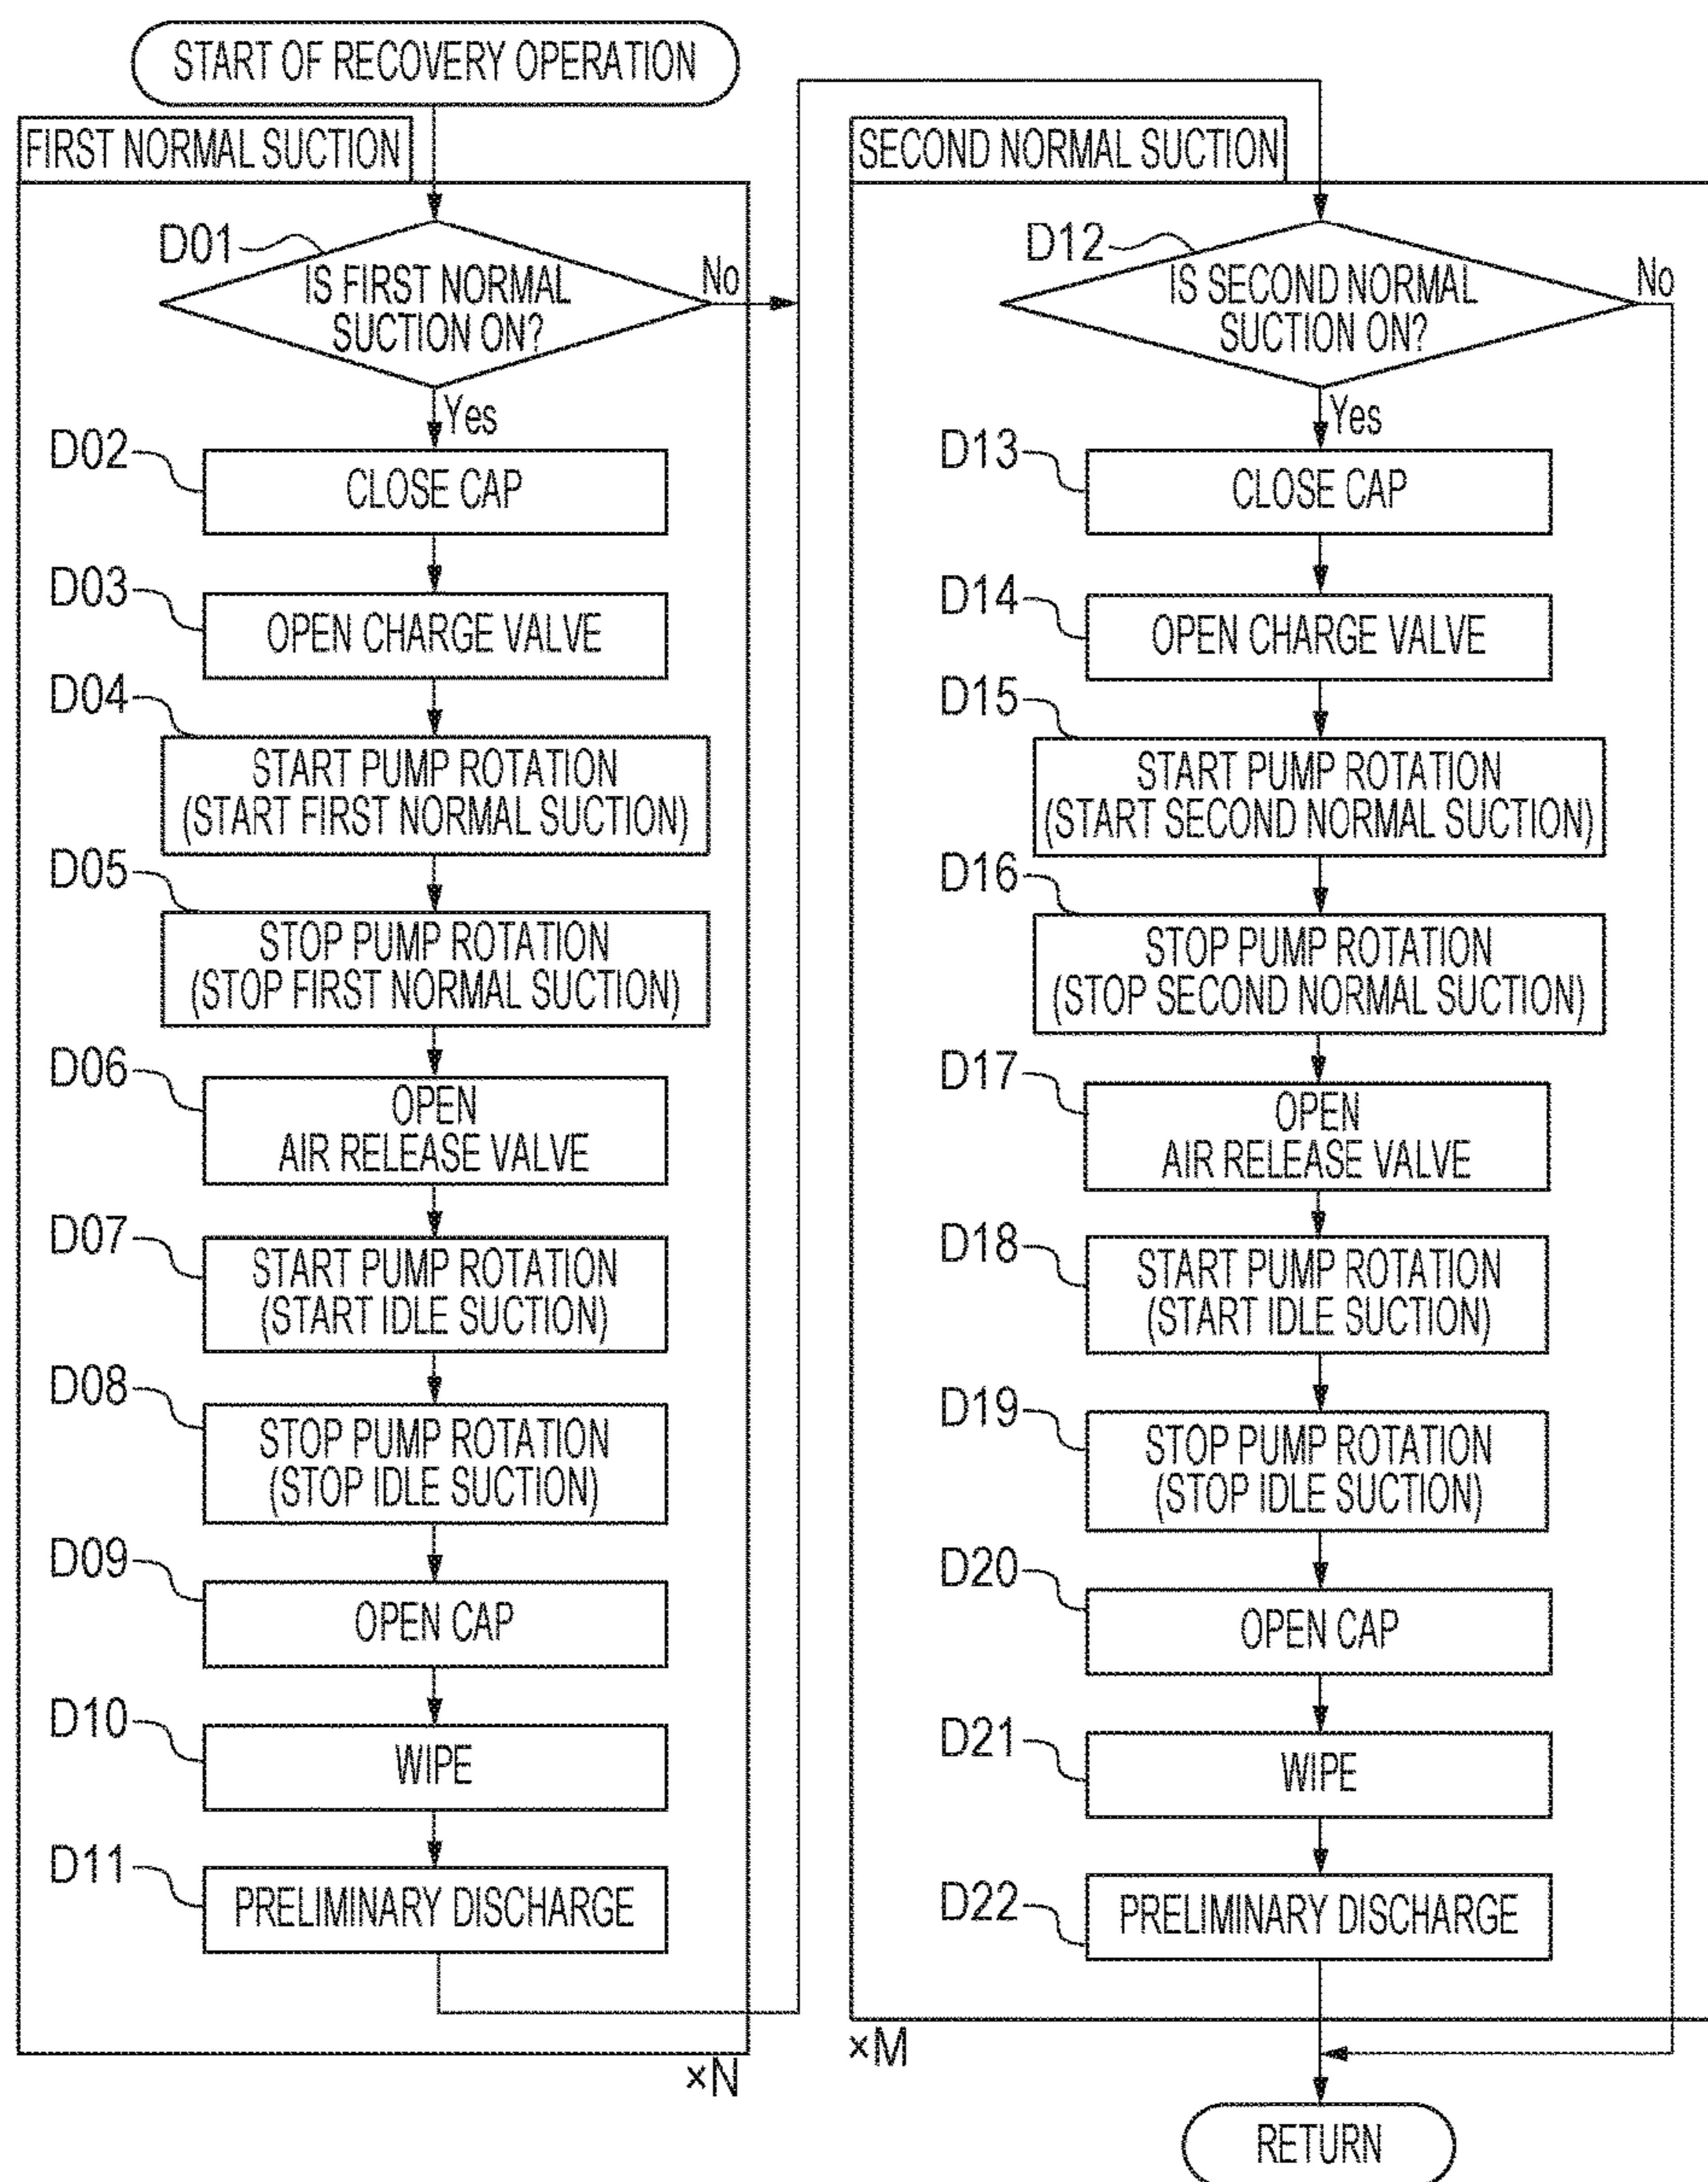 START OF RECOVERY OPERATION
FIRST NORMAL SUCTION
D01
IS FIRST NORMAL
SUCTION ON?
No
Yes
D02
CLOSE CAP
D03
OPEN CHARGE VALVE
D04
START PUMP ROTATION
(START FIRST NORMAL SUCTION)
D05
STOP PUMP ROTATION
(STOP FIRST NORMAL SUCTION)
D06
OPEN
AIR RELEASE VALVE
D07
START PUMP ROTATION
(START IDLE SUCTION)
D08
STOP PUMP ROTATION
(STOP IDLE SUCTION)
D09
OPEN CAP
D10
WIPE
D11
PRELIMINARY DISCHARGE
×N
SECOND NORMAL SUCTION
D12
IS SECOND NORMAL
SUCTION ON?
No
Yes
D13
CLOSE CAP
D14
OPEN CHARGE VALVE
D15
START PUMP ROTATION
(START SECOND NORMAL SUCTION)
D16
STOP PUMP ROTATION
(STOP SECOND NORMAL SUCTION)
D17
OPEN
AIR RELEASE VALVE
D18
START PUMP ROTATION
(START IDLE SUCTION)
D19
STOP PUMP ROTATION
(STOP IDLE SUCTION)
D20
OPEN CAP
D21
WIPE
D22
PRELIMINARY DISCHARGE
×M
RETURN